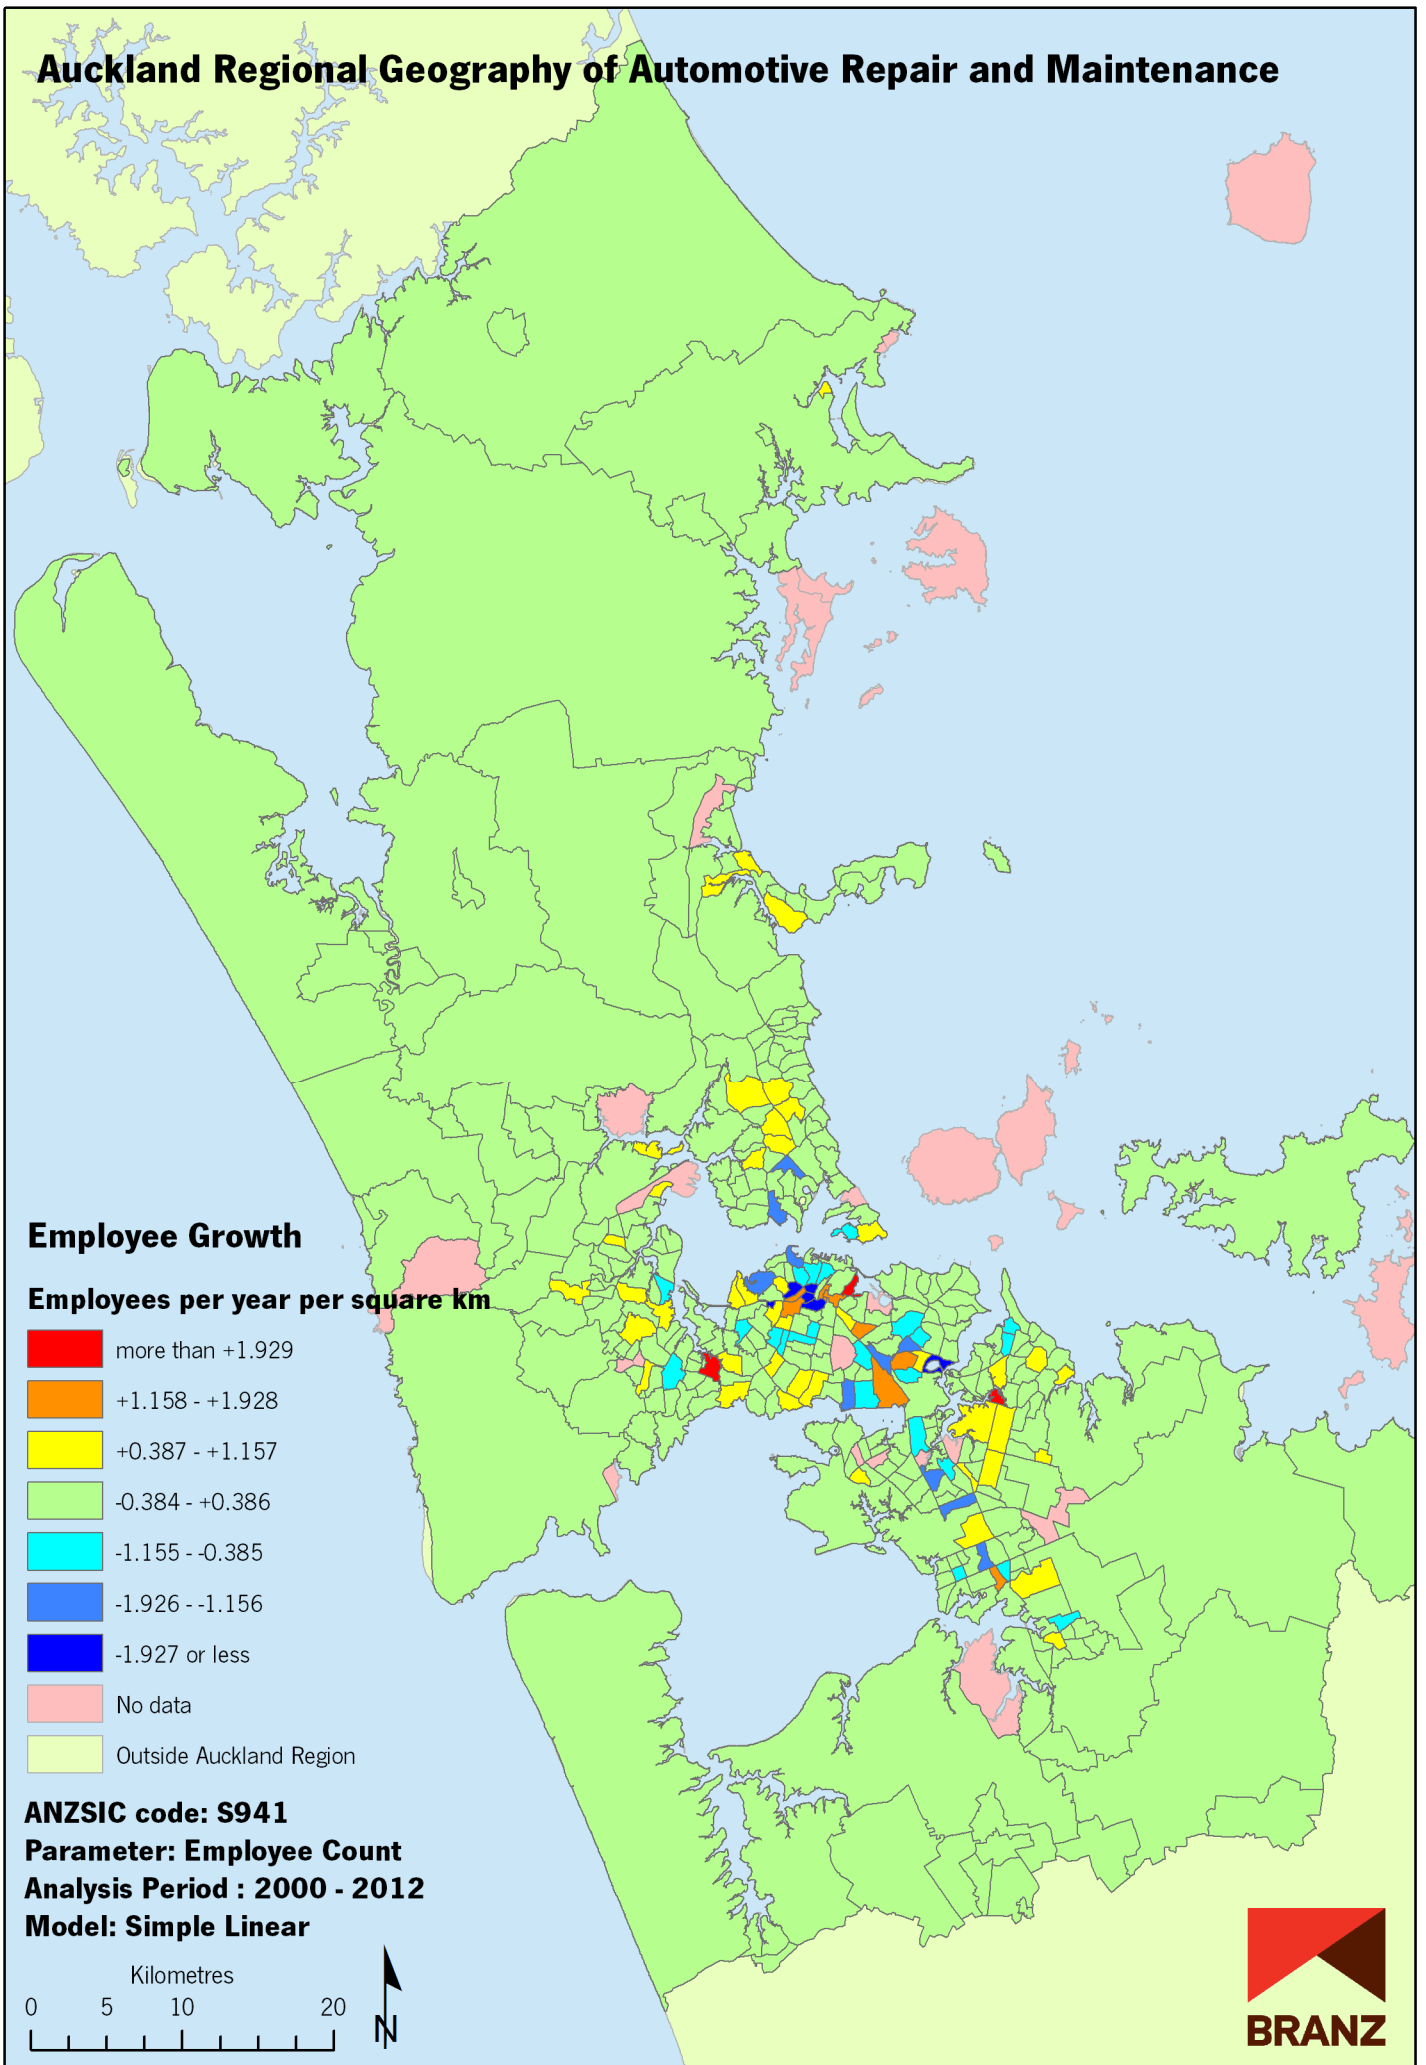 Auckland Regional Geography of Automotive Repair and Maintenance
Employee Growth
Employees per year per square km
more than +1.929
+1.158 - +1.928
+0.387 - +1.157
-0.384 - +0.386
-1.155 - -0.385
-1.926 - -1.156
-1.927 or less
No data
Outside Auckland Region
ANZSIC code: S941
Parameter: Employee Count
Analysis Period : 2000 - 2012
Model: Simple Linear
Kilometres
0 5 10 20
N
BRANZ